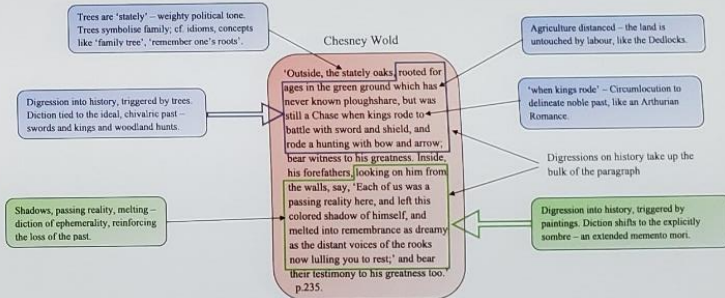 Trees are 'stately' – weighty political tone.
Trees symbolise family; cf. idioms, concepts
like 'family tree', 'remember one's roots'.
Chesney Wold
Agriculture distanced – the land is
untouched by labour, like the Dedlocks.
Digression into history, triggered by trees.
Diction tied to the ideal, chivalric past –
swords and kings and woodland hunts.
'Outside, the stately oaks, rooted for
ages in the green ground which has
never known ploughshare, but was
still a Chase when kings rode to
battle with sword and shield, and
rode a hunting with bow and arrow;
bear witness to his greatness. Inside,
his forefathers, looking on him from
the walls, say, 'Each of us was a
passing reality here, and left this
colored shadow of himself, and
melted into remembrance as dreamy
as the distant voices of the rooks
now lulling you to rest;' and bear
their testimony to his greatness too.'
p.235.
'when kings rode' – Circumlocution to
delineate noble past, like an Arthurian
Romance.
Digressions on history take up the
bulk of the paragraph
Shadows, passing reality, melting –
diction of ephemerality, reinforcing
the loss of the past.
Digression into history, triggered by
paintings. Diction shifts to the explicitly
sombre – an extended memento mori.